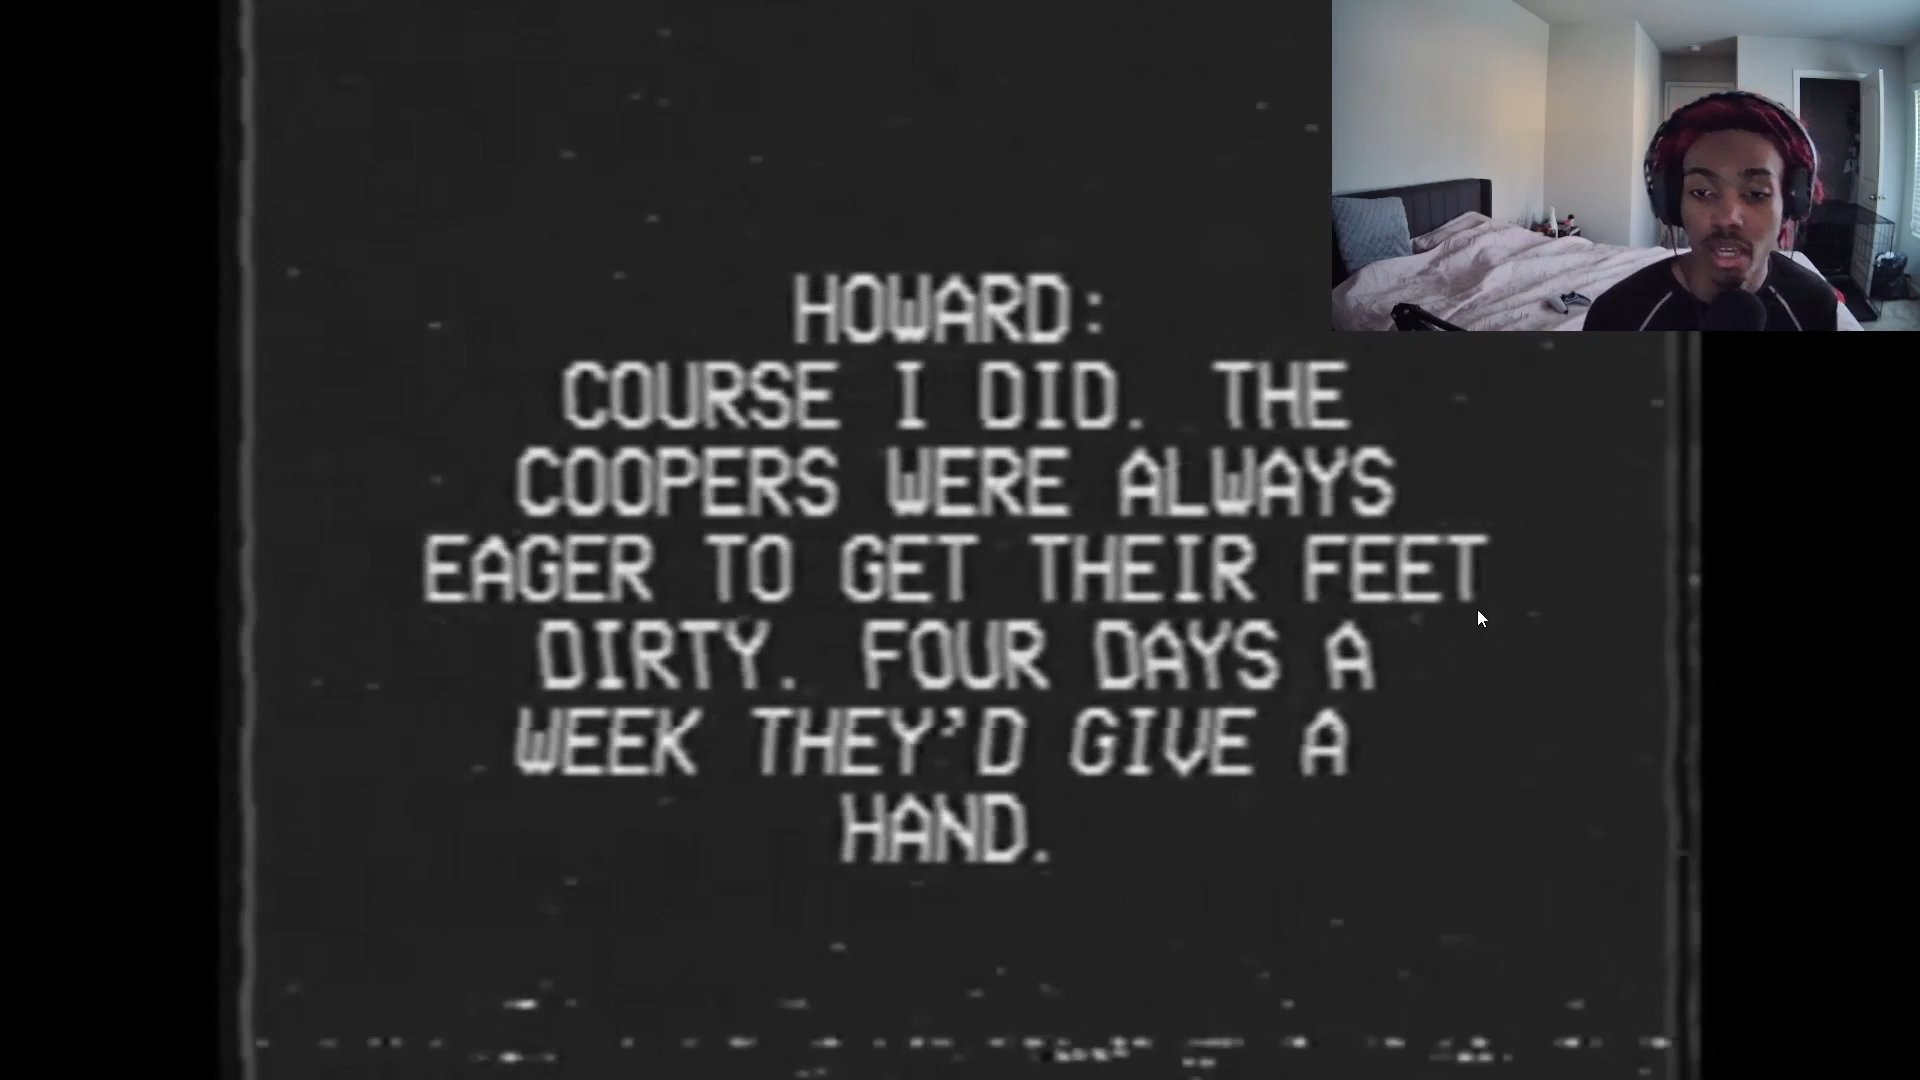 HOWARD:
COURSE I DID. THE
COOPERS WERE ALWAYS
EAGER TO GET THEIR FEET
DIRTY. FOUR DAYS A
WEEK THEY'D GIVE A
HAND.